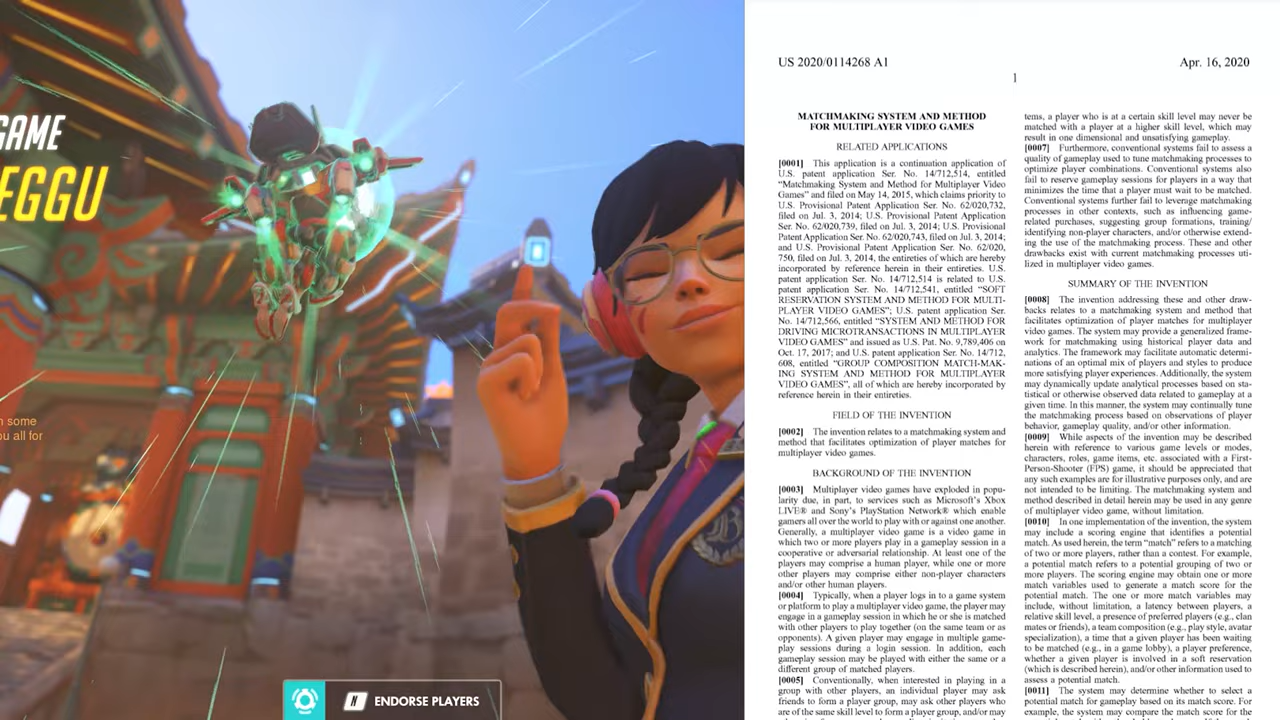 GAME
EGGU
n some
ou all for
N ENDORSE PLAYERS
US 2020/0114268 A1
Apr. 16, 2020
1
MATCHMAKING SYSTEM AND METHOD
FOR MULTIPLAYER VIDEO GAMES
RELATED APPLICATIONS
[0001] This application is a continuation application of
U.S. patent application Ser. No. 14/712,514, entitled
"Matchmaking System and Method for Multiplayer Video
Games" and filed on May 14, 2015, which claims priority to
U.S. Provisional Patent Application Ser. No. 62/020,732,
filed on Jul. 3, 2014; U.S. Provisional Patent Application
Ser. No. 62/020,739, filed on Jul. 3, 2014; U.S. Provisional
Patent Application Ser. No. 62/020,743, filed on Jul. 3, 2014;
and U.S. Provisional Patent Application Ser. No. 62/020,
750, filed on Jul. 3, 2014, the entireties of which are hereby
incorporated by reference herein in their entireties. U.S.
patent application Ser. No. 14/712,514 is related to U.S.
patent application Ser. No. 14/712,541, entitled "SOFT
RESERVATION SYSTEM AND METHOD FOR MULTI-
PLAYER VIDEO GAMES"; U.S. patent application Ser.
No. 14/712,566, entitled "SYSTEM AND METHOD FOR
DRIVING MICROTRANSACTIONS IN MULTIPLAYER
VIDEO GAMES" and issued as U.S. Pat. No. 9,789,406 on
Oct. 17, 2017; and U.S. patent application Ser. No. 14/712,
608, entitled "GROUP COMPOSITION MATCH-MAK-
ING SYSTEM AND METHOD FOR MULTIPLAYER
VIDEO GAMES", all of which are hereby incorporated by
reference herein in their entireties.
FIELD OF THE INVENTION
[0002] The invention relates to a matchmaking system and
method that facilitates optimization of player matches for
multiplayer video games.
BACKGROUND OF THE INVENTION
[0003] Multiplayer video games have exploded in popu-
larity due, in part, to services such as Microsoft's Xbox
LIVE® and Sony's PlayStation Network® which enable
gamers all over the world to play with or against one another.
Generally, a multiplayer video game is a video game in
which two or more players play in a gameplay session in a
cooperative or adversarial relationship. At least one of the
players may comprise a human player, while one or more
other players may comprise either non-player characters
and/or other human players.
[0004] Typically, when a player logs in to a game system
or platform to play a multiplayer video game, the player may
engage in a gameplay session in which he or she is matched
with other players to play together (on the same team or as
opponents). A given player may engage in multiple game-
play sessions during a login session. In addition, each
gameplay session may be played with either the same or a
different group of matched players.
[0005] Conventionally, when interested in playing in a
group with other players, an individual player may ask
friends to form a player group, may ask other players who
are of the same skill level to form a player group, and/or may
tems, a player who is at a certain skill level may never be
matched with a player at a higher skill level, which may
result in one dimensional and unsatisfying gameplay.
[0007] Furthermore, conventional systems fail to assess a
quality of gameplay used to tune matchmaking processes to
optimize player combinations. Conventional systems also
fail to reserve gameplay sessions for players in a way that
minimizes the time that a player must wait to be matched.
Conventional systems further fail to leverage matchmaking
processes in other contexts, such as influencing game-
related purchases, suggesting group formations, training/
identifying non-player characters, and/or otherwise extend-
ing the use of the matchmaking process. These and other
drawbacks exist with current matchmaking processes uti-
lized in multiplayer video games.
SUMMARY OF THE INVENTION
[0008] The invention addressing these and other draw-
backs relates to a matchmaking system and method that
facilitates optimization of player matches for multiplayer
video games. The system may provide a generalized frame-
work for matchmaking using historical player data and
analytics. The framework may facilitate automatic determi-
nations of an optimal mix of players and styles to produce
more satisfying player experiences. Additionally, the system
may dynamically update analytical processes based on sta-
tistical or otherwise observed data related to gameplay at a
given time. In this manner, the system may continually tune
the matchmaking process based on observations of player
behavior, gameplay quality, and/or other information.
[0009] While aspects of the invention may be described
herein with reference to various game levels or modes,
characters, roles, game items, etc. associated with a First-
Person-Shooter (FPS) game, it should be appreciated that
any such examples are for illustrative purposes only, and are
not intended to be limiting. The matchmaking system and
method described in detail herein may be used in any genre
of multiplayer video game, without limitation.
[0010] In one implementation of the invention, the system
may include a scoring engine that identifies a potential
match. As used herein, the term "match" refers to a matching
of two or more players, rather than a contest. For example,
a potential match refers to a potential grouping of two or
more players. The scoring engine may obtain one or more
match variables used to generate a match score for the
potential match. The one or more match variables may
include, without limitation, a latency between players, a
relative skill level, a presence of preferred players (e.g., clan
mates or friends), a team composition (e.g., play style, avatar
specialization), a time that a given player has been waiting
to be matched (e.g., in a game lobby), a player preference,
whether a given player is involved in a soft reservation
(which is described herein), and/or other information used to
assess a potential match.
[0011] The system may determine whether to select a
potential match for gameplay based on its match score. For
example, the system may compare the match score for the